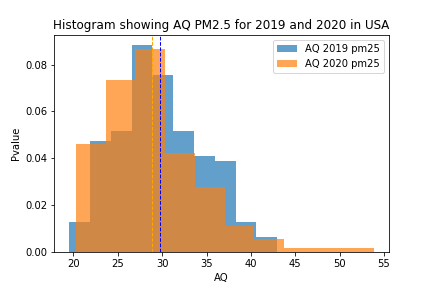 Histogram showing AQ PM2.5 for 2019 and 2020 in USA
AQ 2019 pm25
AQ 2020 pm25
0.08
0.06
0.04
0.02
0.00
Pvalue
20 25 30 35 40 45 50 55
AQ